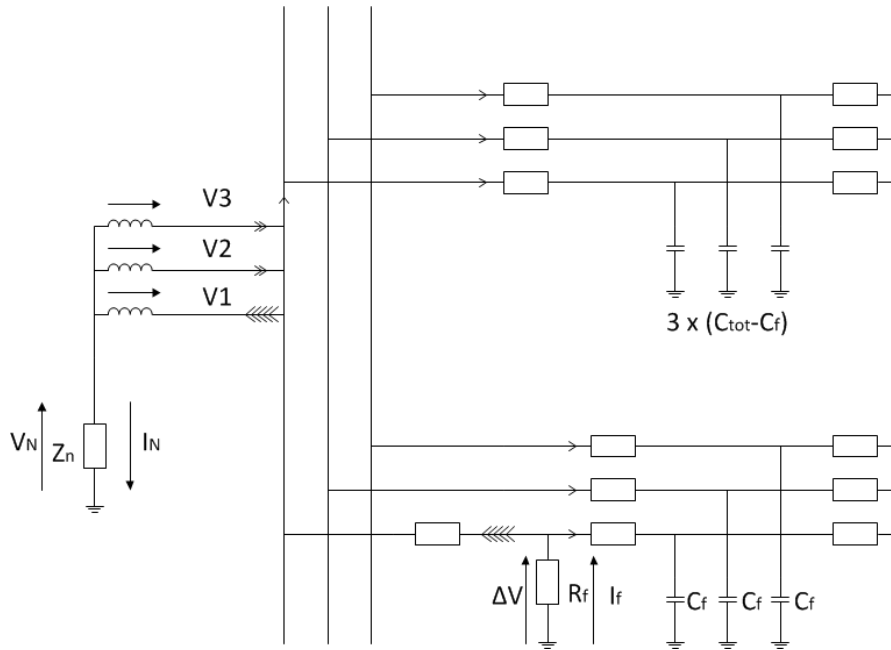 V3
V2
V1
3 x (Ctot-Cf)
VN Zn IN
ΔV Rf If Cf Cf Cf